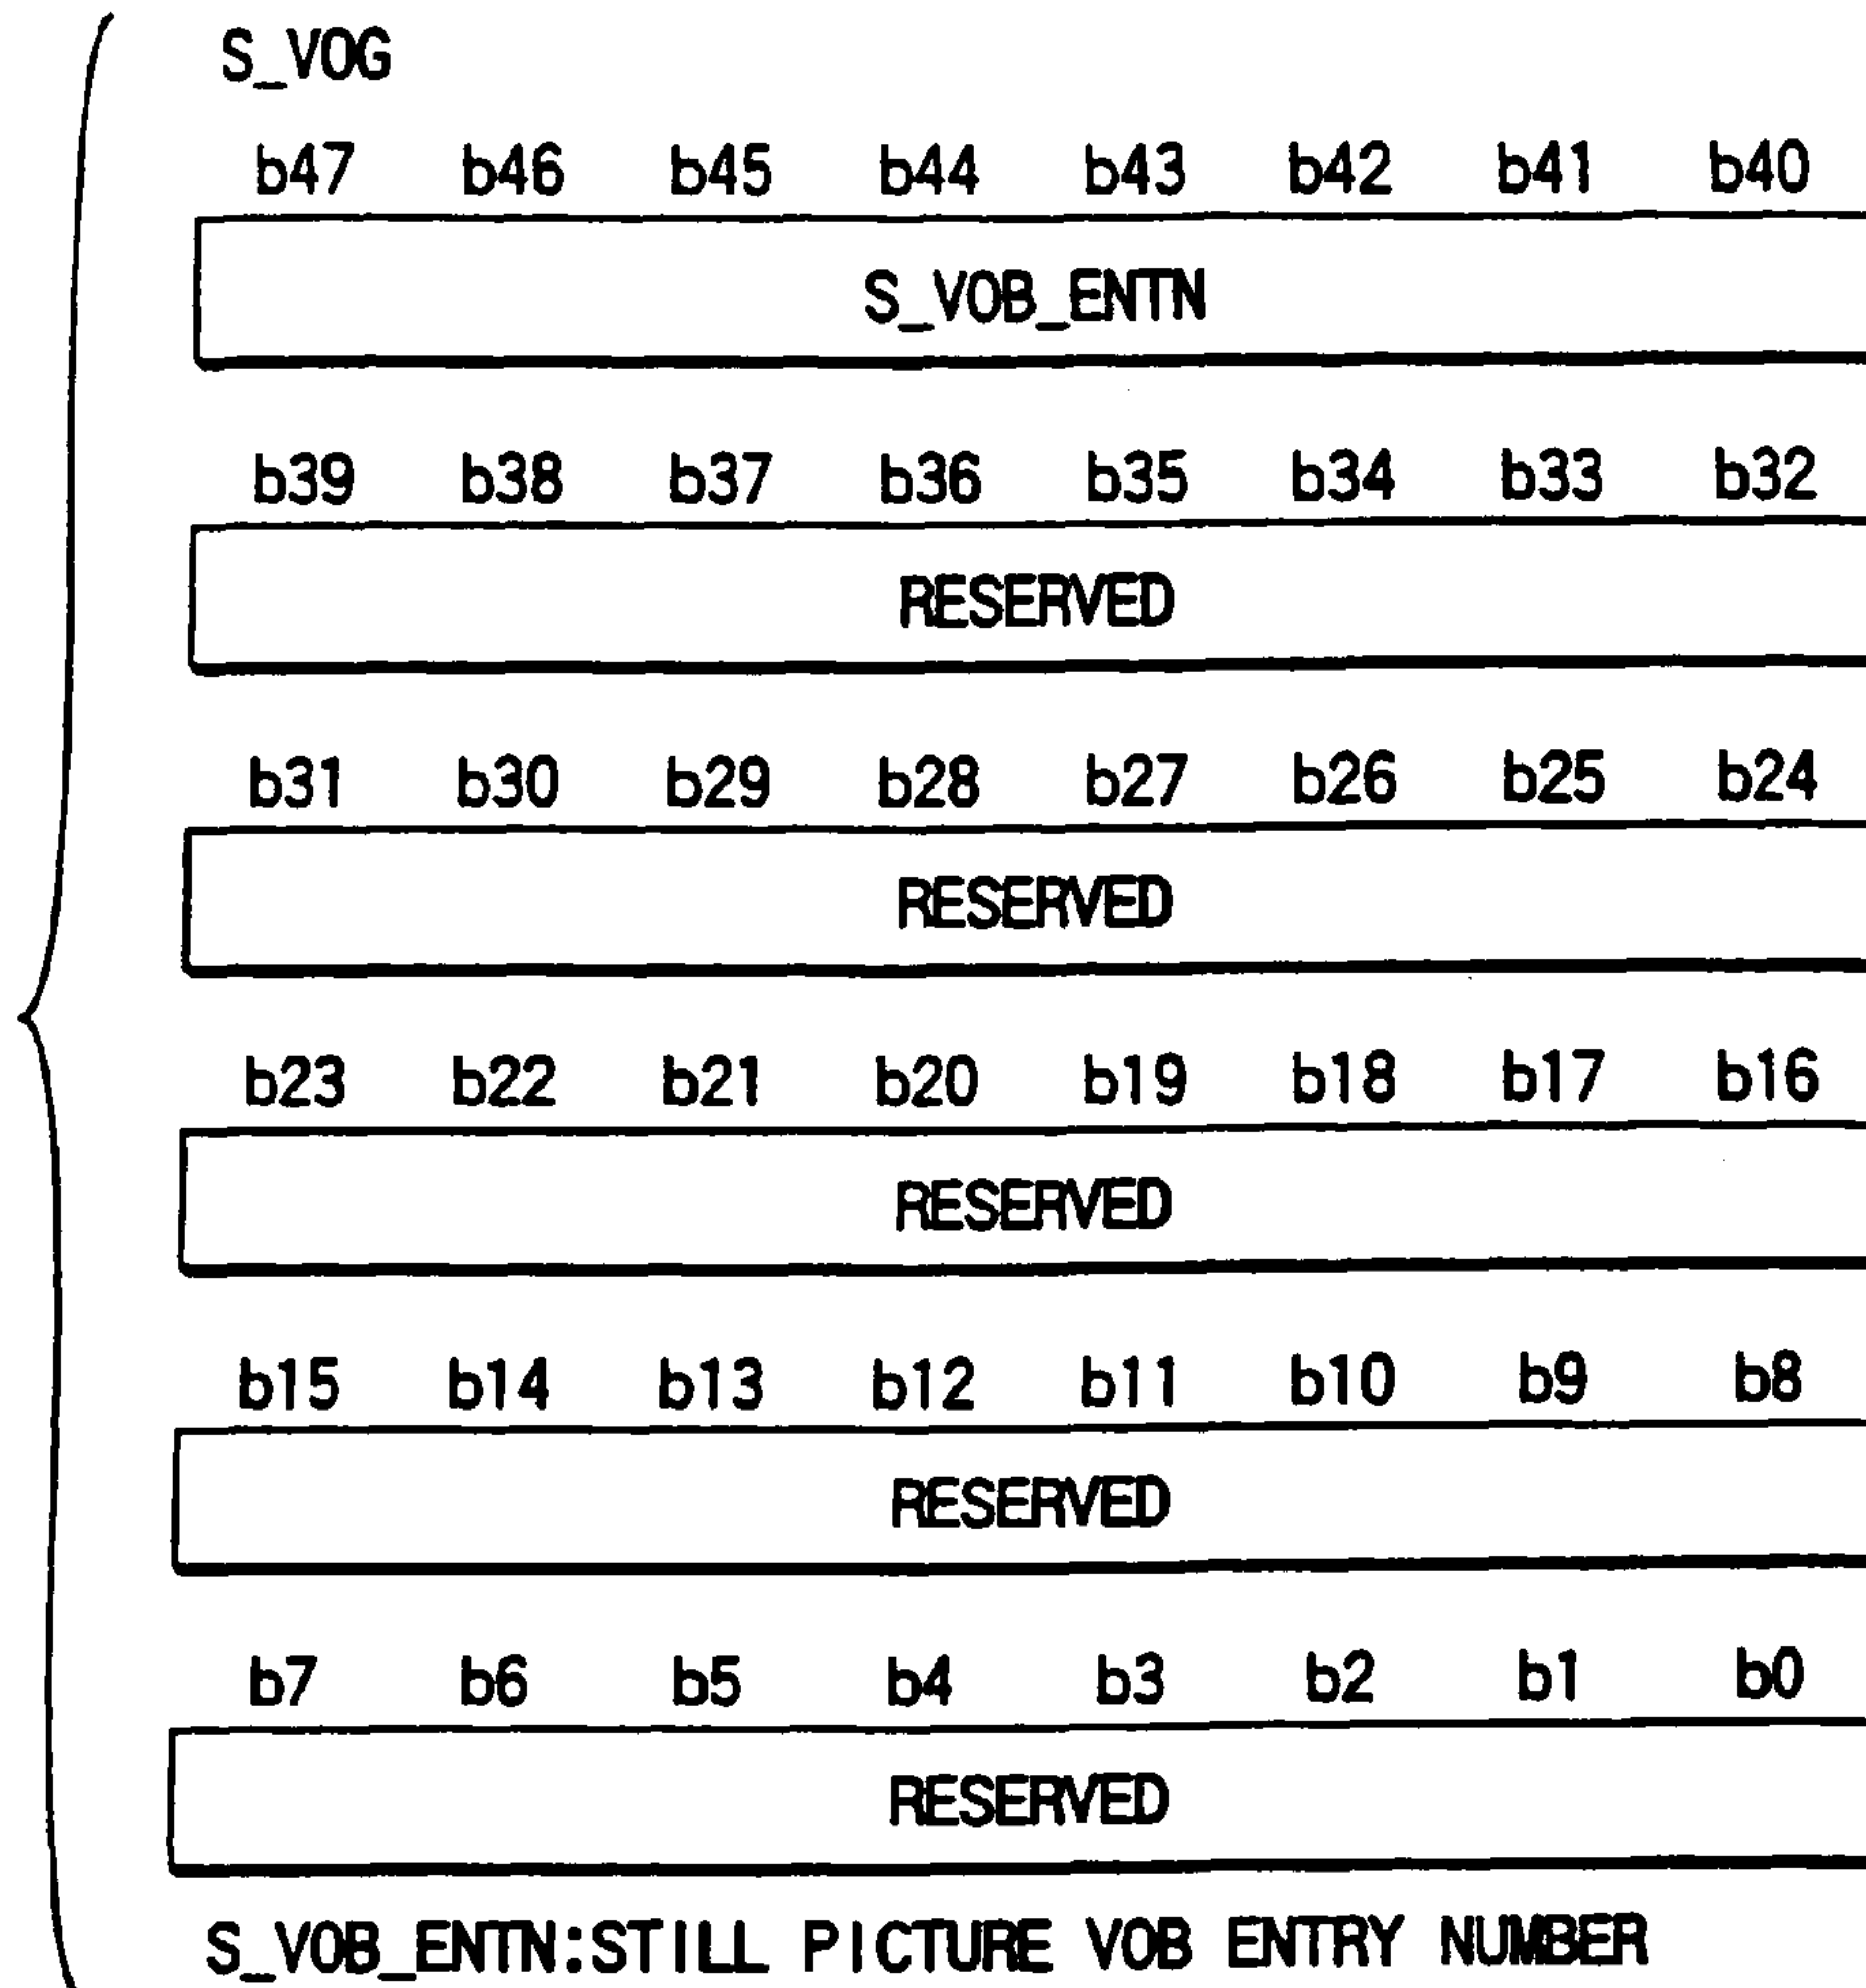 S_VOG
b47 b46 b45 b44 b43 b42 b41 b40
S_VOB_ENTN
b39 b38 b37 b36 b35 b34 b33 b32
RESERVED
b31 b30 b29 b28 b27 b26 b25 b24
RESERVED
b23 b22 b21 b20 b19 b18 b17 b16
RESERVED
b15 b14 b13 b12 b11 b10 b9 b8
RESERVED
b7 b6 b5 b4 b3 b2 b1 b0
RESERVED
S_VOB_ENTN:STILL PICTURE VOB ENTRY NUMBER